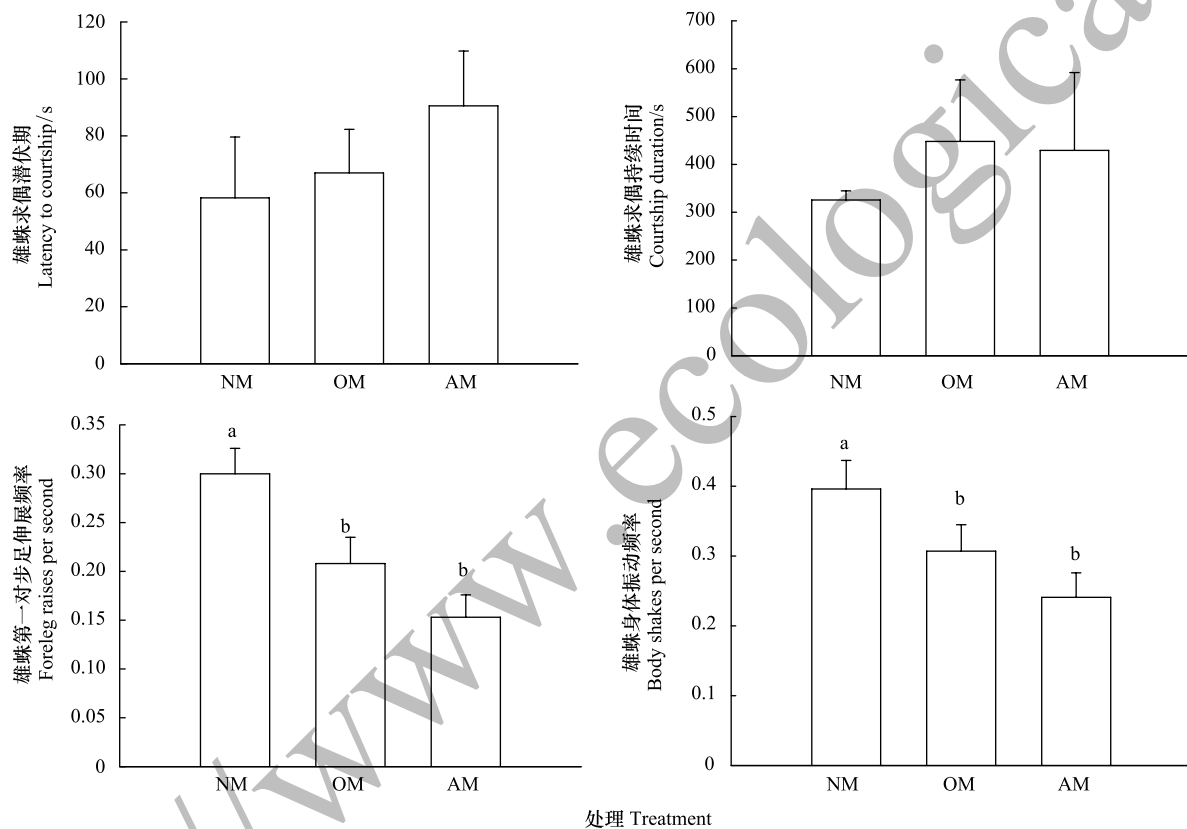 120
100
80
60
40
20
0
雄蛛求偶潜伏期
Latency to courtship/s
NM OM AM
700
600
500
400
300
200
100
0
雄蛛求偶持续时间
Courtship duration/s
NM OM AM
0.35
0.30
0.25
0.20
0.15
0.10
0.05
0
雄蛛第一对步足伸展频率
Foreleg raises per second
a
b
b
NM OM AM
0.5
0.4
0.3
0.2
0.1
0
雄蛛身体振动频率
Body shakes per second
a
b
b
NM OM AM
处理 Treatment
//www.ecologica